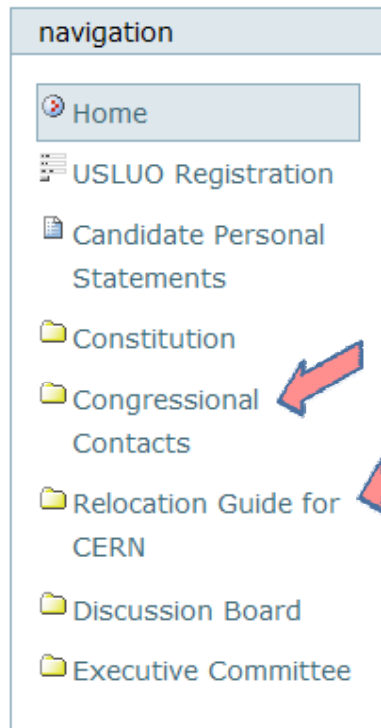 navigation
Home
USLUO Registration
Candidate Personal
Statements
Constitution
Congressional
Contacts
Relocation Guide for
CERN
Discussion Board
Executive Committee